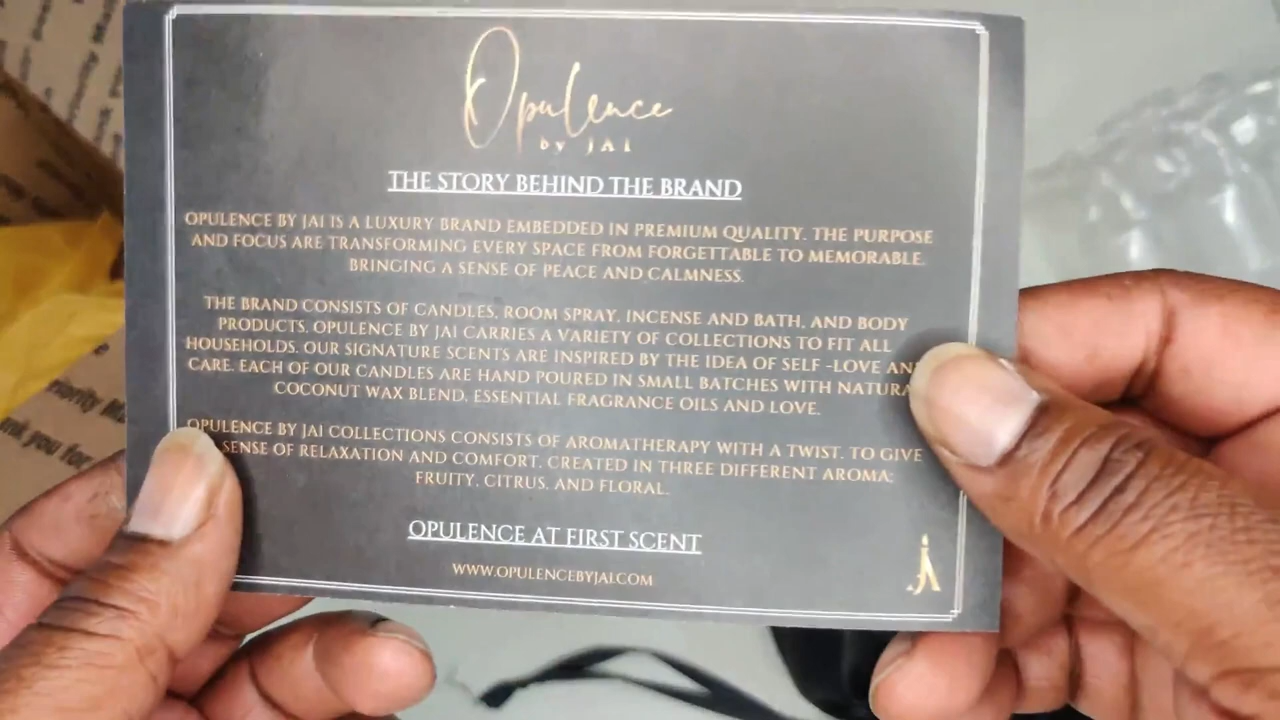 Opulence
by JAI
THE STORY BEHIND THE BRAND
OPULENCE BY JAI IS A LUXURY BRAND EMBEDDED IN PREMIUM QUALITY. THE PURPOSE
AND FOCUS ARE TRANSFORMING EVERY SPACE FROM FORGETTABLE TO MEMORABLE.
BRINGING A SENSE OF PEACE AND CALMNESS.
THE BRAND CONSISTS OF CANDLES, ROOM SPRAY, INCENSE AND BATH, AND BODY
PRODUCTS. OPULENCE BY JAI CARRIES A VARIETY OF COLLECTIONS TO FIT ALL
HOUSEHOLDS. OUR SIGNATURE SCENTS ARE INSPIRED BY THE IDEA OF SELF -LOVE AN
CARE. EACH OF OUR CANDLES ARE HAND POURED IN SMALL BATCHES WITH NATURA
COCONUT WAX BLEND, ESSENTIAL FRAGRANCE OILS AND LOVE.
OPULENCE BY JAI COLLECTIONS CONSISTS OF AROMATHERAPY WITH A TWIST. TO GIVE
SENSE OF RELAXATION AND COMFORT. CREATED IN THREE DIFFERENT AROMA;
FRUITY, CITRUS, AND FLORAL.
OPULENCE AT FIRST SCENT
WWW.OPULENCEBYJAI.COM